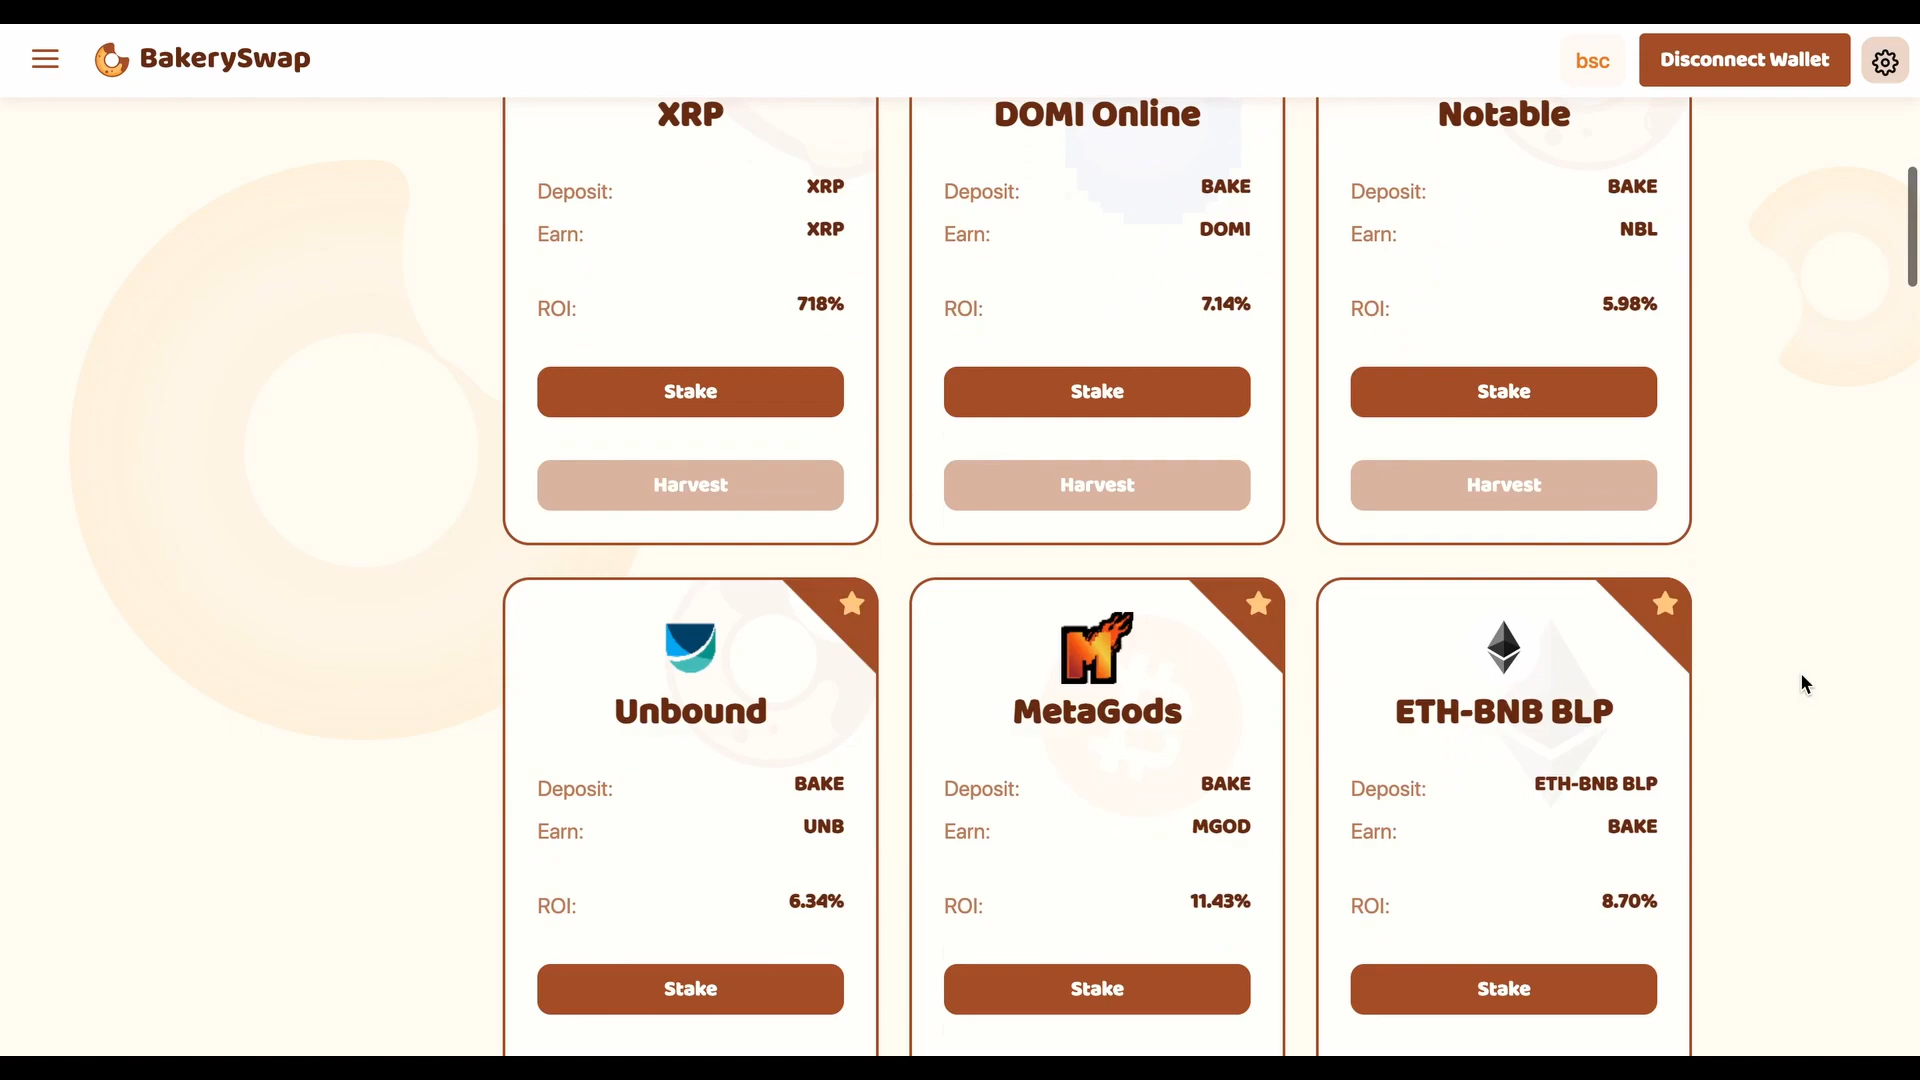 BakerySwap
bsc
Disconnect Wallet
XRP
Deposit: XRP
Earn: XRP
ROI: 718%
Stake
Harvest
DOMI Online
Deposit: BAKE
Earn: DOMI
ROI: 7.14%
Stake
Harvest
Notable
Deposit: BAKE
Earn: NBL
ROI: 5.98%
Stake
Harvest
Unbound
Deposit: BAKE
Earn: UNB
ROI: 6.34%
Stake
M
MetaGods
Deposit: BAKE
Earn: MGOD
ROI: 11.43%
Stake
ETH-BNB BLP
Deposit: ETH-BNB BLP
Earn: BAKE
ROI: 8.70%
Stake